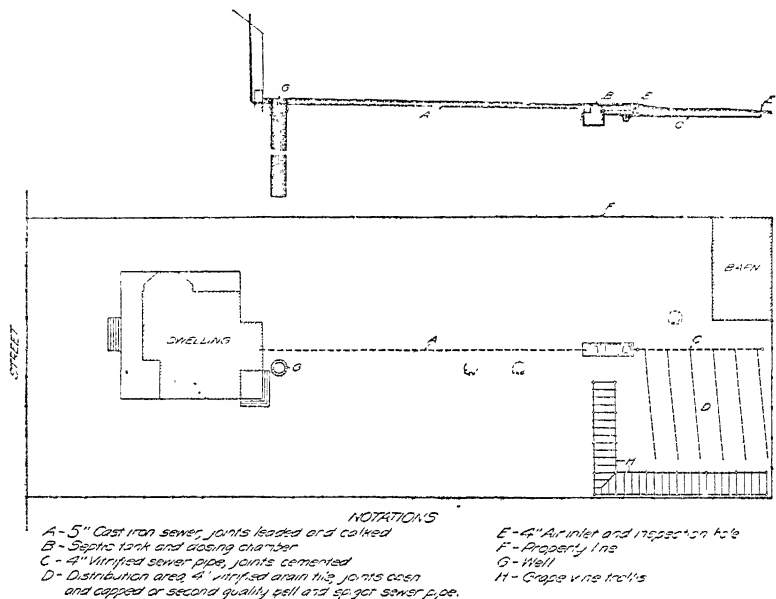 G
B
E
E
A
C
F
BARN
STREET
DWELLING
A
C
G
D
H
NOTATIONS
A - 5" Cast iron sewer, joints leaded and calked
B - Septic tank and dosing chamber
C - 4" Vitrified sewer pipe, joints cemented
D - Distribution area, 4" vitrified drain tile, joints open
and capped or second quality bell and spigot sewer pipe.
E - 4" Air inlet and inspection hole
F - Property line
G - Well
H - Grape vine trellis